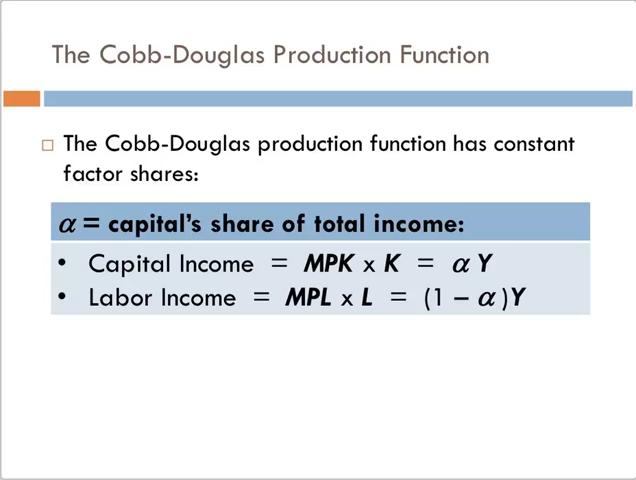 The Cobb-Douglas Production Function
The Cobb-Douglas production function has constant
factor shares:
α = capital's share of total income:
• Capital Income = MPK x K = α Y
• Labor Income = MPL x L = (1 – α )Y